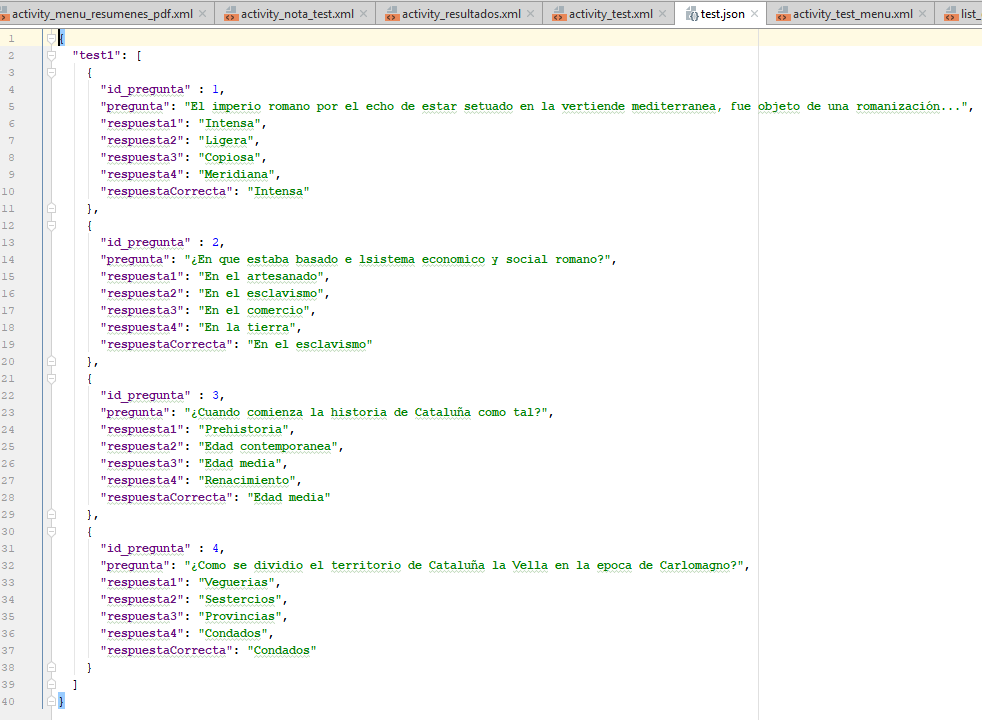 activity_menu_resumenes_pdf.xml × activity_nota_test.xml × activity_resultados.xml × activity_test.xml × test.json × activity_test_menu.xml × list_
1 {
2 "test1": [
3 {
4 "id_pregunta" : 1,
5 "pregunta": "El imperio romano por el echo de estar setuado en la vertiende mediterranea, fue objeto de una romanización...",
6 "respuesta1": "Intensa",
7 "respuesta2": "Ligera",
8 "respuesta3": "Copiosa",
9 "respuesta4": "Meridiana",
10 "respuestaCorrecta": "Intensa"
11 },
12 {
13 "id_pregunta" : 2,
14 "pregunta": "¿En que estaba basado e lsistema economico y social romano?",
15 "respuesta1": "En el artesanado",
16 "respuesta2": "En el esclavismo",
17 "respuesta3": "En el comercio",
18 "respuesta4": "En la tierra",
19 "respuestaCorrecta": "En el esclavismo"
20 },
21 {
22 "id_pregunta" : 3,
23 "pregunta": "¿Cuando comienza la historia de Cataluña como tal?",
24 "respuesta1": "Prehistoria",
25 "respuesta2": "Edad contemporanea",
26 "respuesta3": "Edad media",
27 "respuesta4": "Renacimiento",
28 "respuestaCorrecta": "Edad media"
29 },
30 {
31 "id_pregunta" : 4,
32 "pregunta": "¿Como se dividio el territorio de Cataluña la Vella en la epoca de Carlomagno?",
33 "respuesta1": "Veguerias",
34 "respuesta2": "Sestercios",
35 "respuesta3": "Provincias",
36 "respuesta4": "Condados",
37 "respuestaCorrecta": "Condados"
38 }
39 ]
40 }